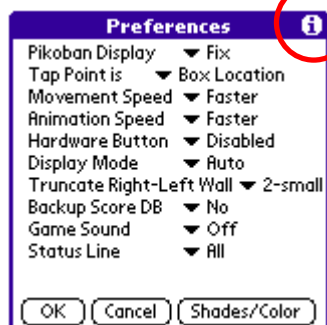 Preferences i
Pikoban Display Fix
Tap Point is Box Location
Movement Speed Faster
Animation Speed Faster
Hardware Button Disabled
Display Mode Auto
Truncate Right-Left Wall 2-small
Backup Score DB No
Game Sound Off
Status Line All
OK Cancel Shades/Color